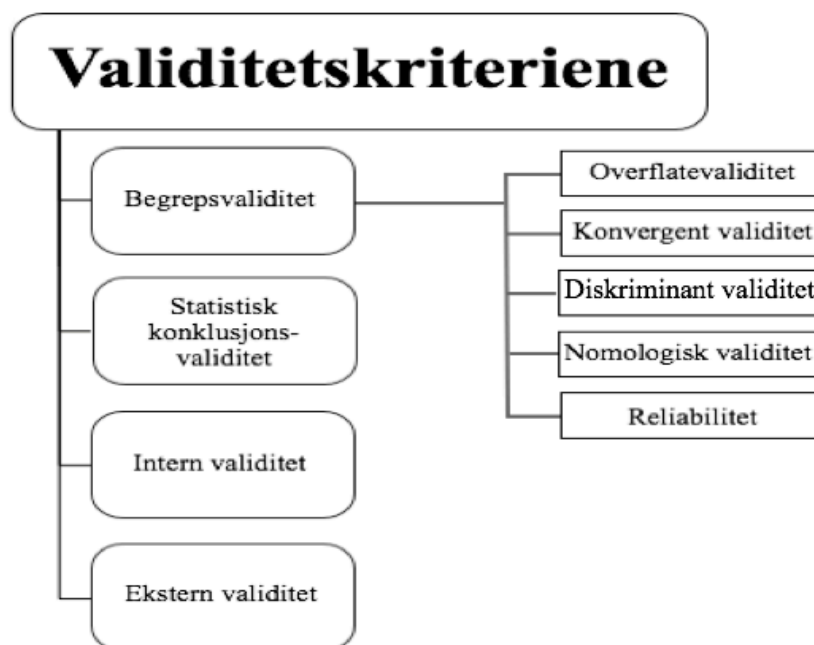 Validitetskriteriene
Begrepsvaliditet
Statistisk
konklusjons-
validitet
Intern validitet
Ekstern validitet
Overflatevaliditet
Konvergent validitet
Diskriminant validitet
Nomologisk validitet
Reliabilitet